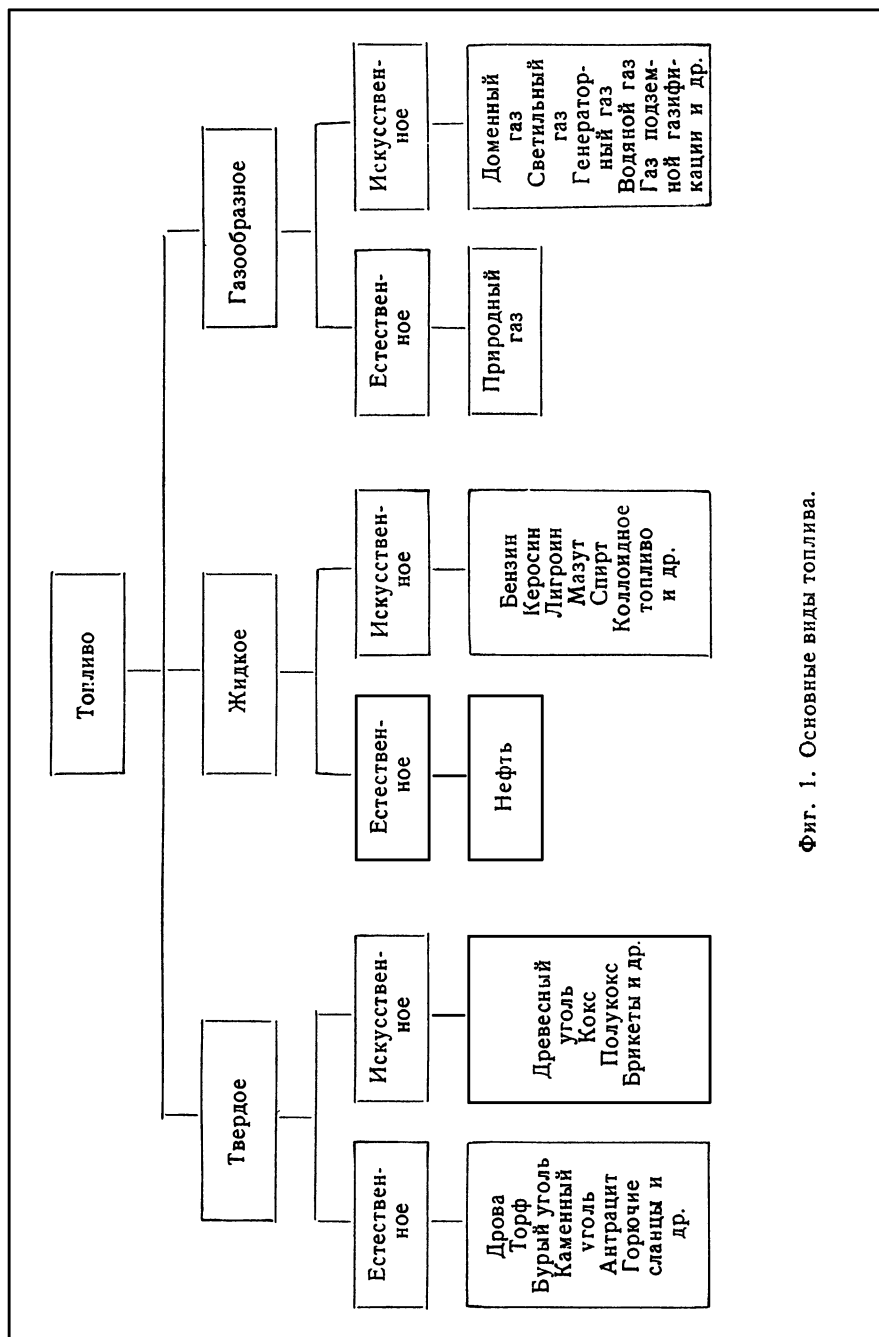 Топливо
Твердое
Жидкое
Газообразное
Естествен-
ное
Искусствен-
ное
Естествен-
ное
Искусствен-
ное
Естествен-
ное
Искусствен-
ное
Дрова
Торф
Бурый уголь
Каменный
уголь
Антрацит
Горючие
сланцы и
др.
Древесный
уголь
Кокс
Полукокс
Брикеты и др.
Нефть
Бензин
Керосин
Лигроин
Мазут
Спирт
Коллоидное
топливо
и др.
Природный
газ
Доменный
газ
Светильный
газ
Генератор-
ный газ
Водяной газ
Газ подзем-
ной газифи-
кации и др.
Фиг. 1. Основные виды топлива.